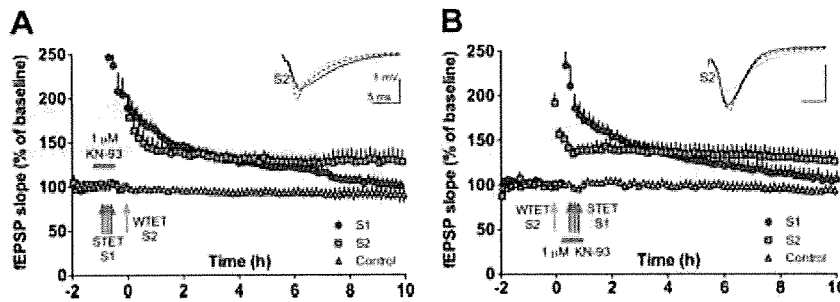 A
fEPSP slope (% of baseline)
250
200
150
100
50
0
-2
0
2
4
6
8
10
Time (h)
1 μM
KN-93
STET
S1
WTET
S2
S2
1 mV
5 ms
S1
S2
Control
B
fEPSP slope (% of baseline)
250
200
150
100
50
0
-2
0
2
4
6
8
10
Time (h)
WTET
S2
STET
S1
1 μM KN-93
S2
S1
S2
Control